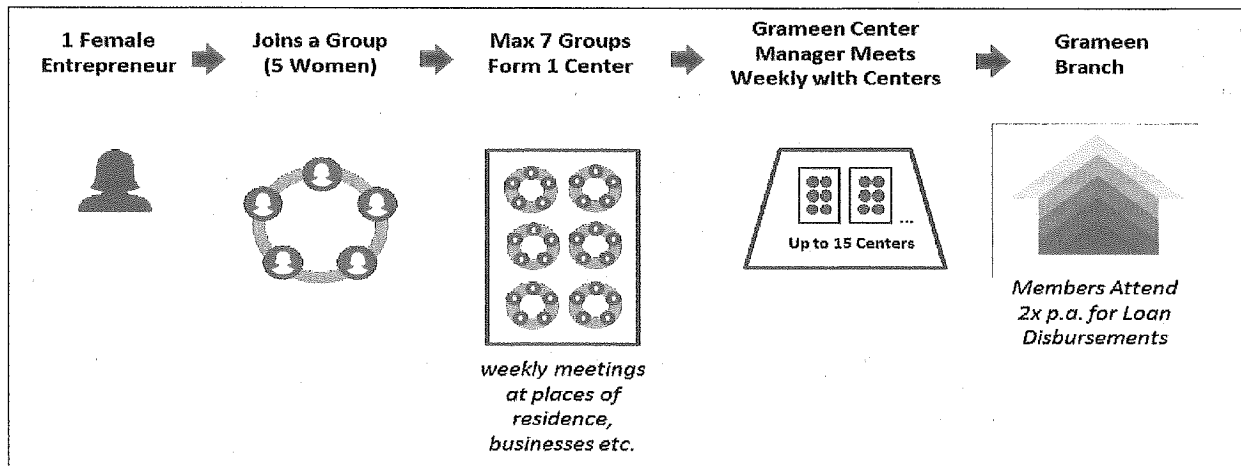 1 Female
Entrepreneur
Joins a Group
(5 Women)
Max 7 Groups
Form 1 Center
Grameen Center
Manager Meets
Weekly with Centers
Grameen
Branch
...
Up to 15 Centers
weekly meetings
at places of
residence,
businesses etc.
Members Attend
2x p.a. for Loan
Disbursements